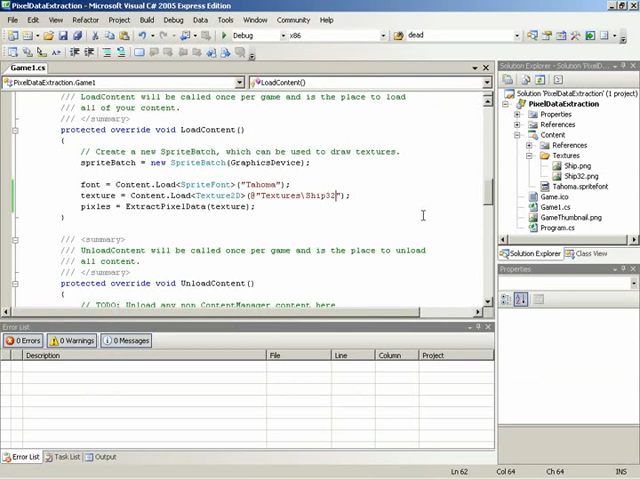 PixelDataExtraction - Microsoft Visual C# 2005 Express Edition
File Edit View Refactor Project Build Debug Data Tools Window Community Help
Debug x86 dead
Game1.cs
PixelDataExtraction.Game1 LoadContent()
/// LoadContent will be called once per game and is the place to load
/// all of your content.
/// </summary>
protected override void LoadContent()
{
// Create a new SpriteBatch, which can be used to draw textures.
spriteBatch = new SpriteBatch(GraphicsDevice);
font = Content.Load<SpriteFont>("Tahoma");
texture = Content.Load<Texture2D>(@"Textures\Ship32");
pixles = ExtractPixelData(texture);
}
/// <summary>
/// UnloadContent will be called once per game and is the place to unload
/// all content.
/// </summary>
protected override void UnloadContent()
{
// TODO: Unload any non ContentManager content here
Solution Explorer - Solution 'PixelD...
Solution 'PixelDataExtraction'
PixelDataExtraction
Properties
References
Content
References
Textures
Ship.png
Ship32.png
Tahoma.spritefont
Game.ico
Game1.cs
GameThumbnail.png
Program.cs
Solution Explorer Class View
Properties
Error List
0 Errors 0 Warnings 0 Messages
Description File Line Column Project
Error List Task List Output
Ln 62 Col 64 Ch 64 INS